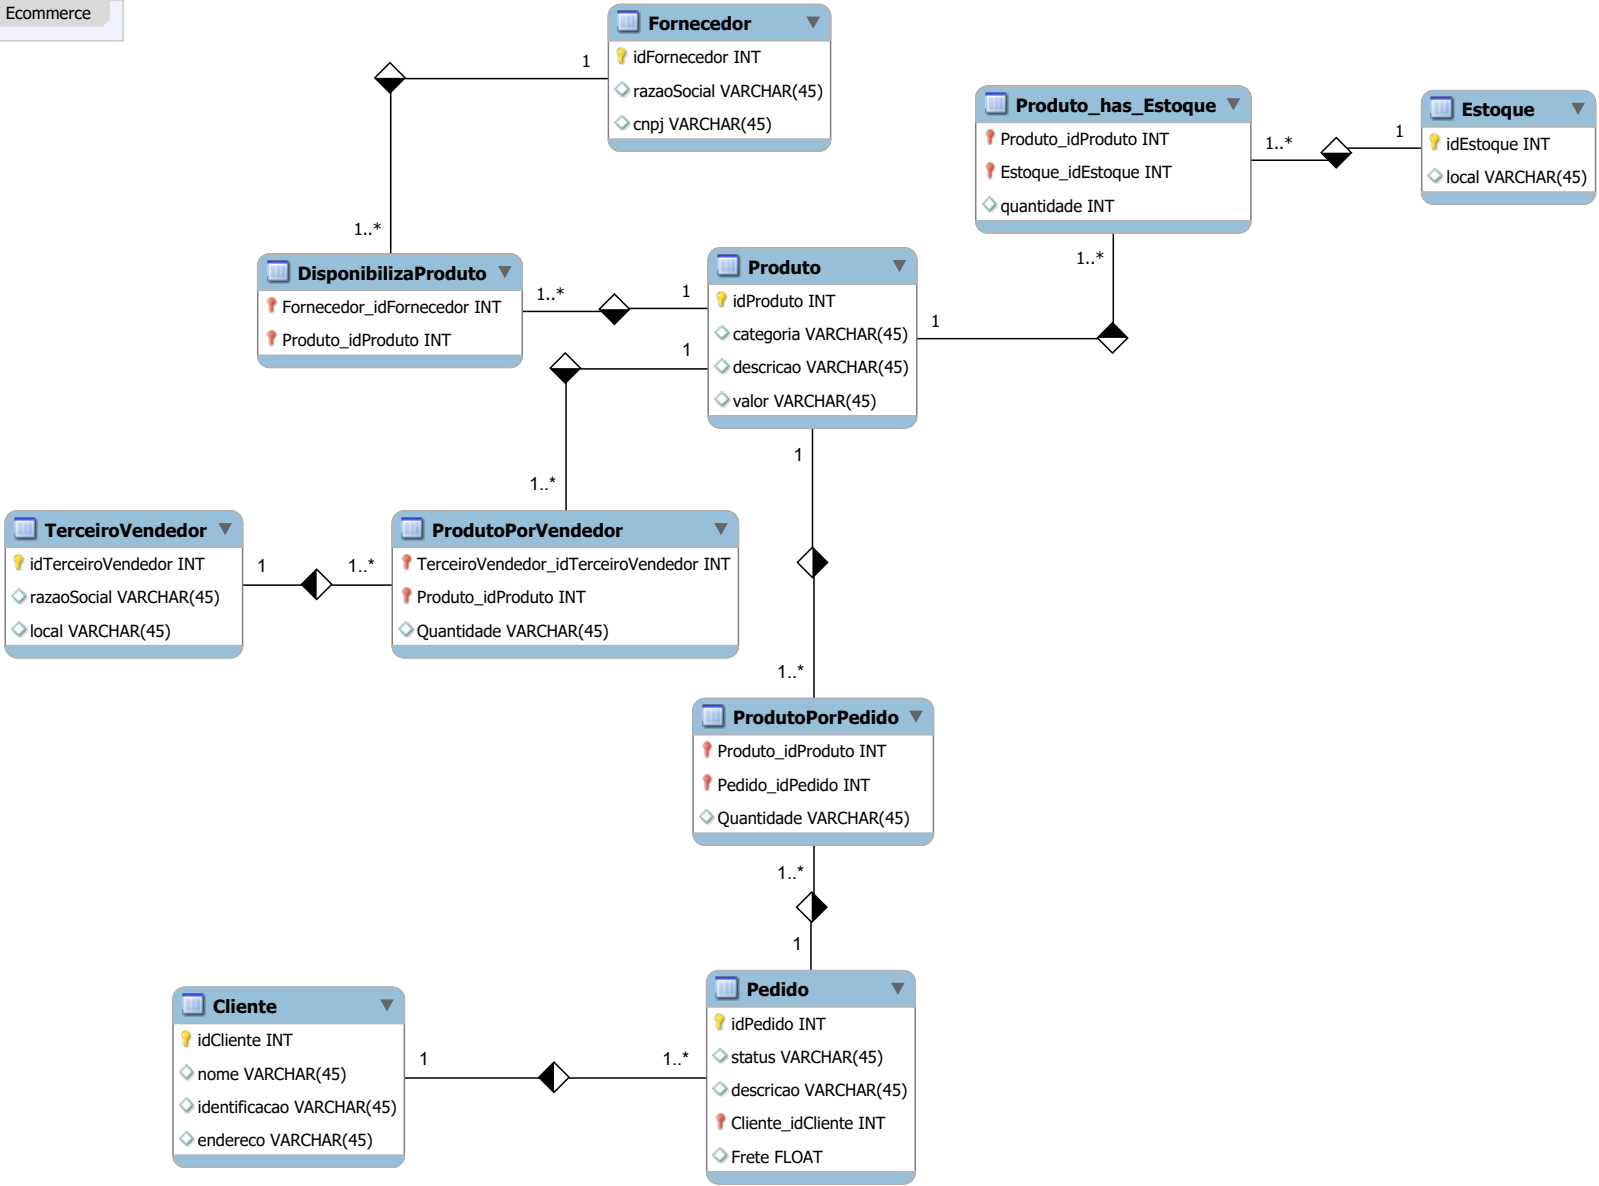 Ecommerce
Fornecedor
idFornecedor INT
razaoSocial VARCHAR(45)
cnpj VARCHAR(45)
1
1..*
Produto_has_Estoque
Produto_idProduto INT
Estoque_idEstoque INT
quantidade INT
1..*
1
Estoque
idEstoque INT
local VARCHAR(45)
1..*
1
DisponibilizaProduto
Fornecedor_idFornecedor INT
Produto_idProduto INT
1..*
1
Produto
idProduto INT
categoria VARCHAR(45)
descricao VARCHAR(45)
valor VARCHAR(45)
1
1..*
1
1..*
TerceiroVendedor
idTerceiroVendedor INT
razaoSocial VARCHAR(45)
local VARCHAR(45)
1
1..*
ProdutoPorVendedor
TerceiroVendedor_idTerceiroVendedor INT
Produto_idProduto INT
Quantidade VARCHAR(45)
ProdutoPorPedido
Produto_idProduto INT
Pedido_idPedido INT
Quantidade VARCHAR(45)
1..*
1
Cliente
idCliente INT
nome VARCHAR(45)
identificacao VARCHAR(45)
endereco VARCHAR(45)
1
1..*
Pedido
idPedido INT
status VARCHAR(45)
descricao VARCHAR(45)
Cliente_idCliente INT
Frete FLOAT